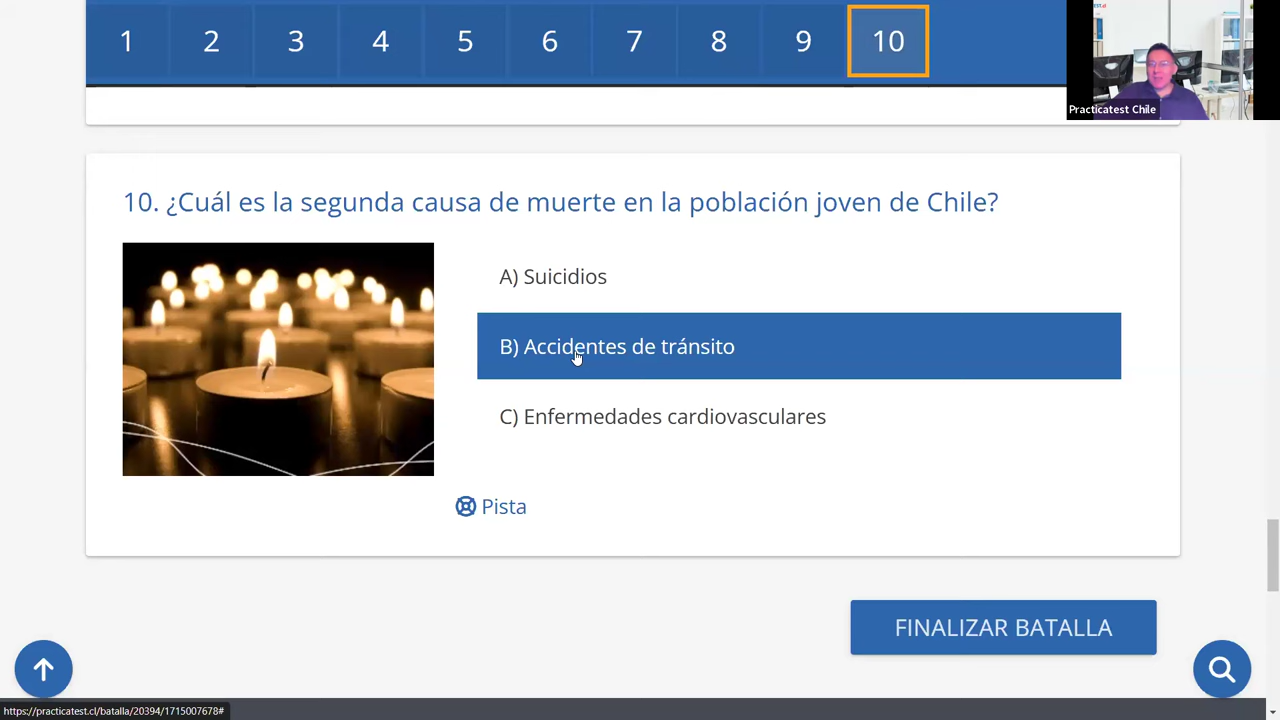 1 2 3 4 5 6 7 8 9 10
Practicatest Chile
10. ¿Cuál es la segunda causa de muerte en la población joven de Chile?
A) Suicidios
B) Accidentes de tránsito
C) Enfermedades cardiovasculares
Pista
FINALIZAR BATALLA
https://practicatest.cl/batalla/20394/1715007678#